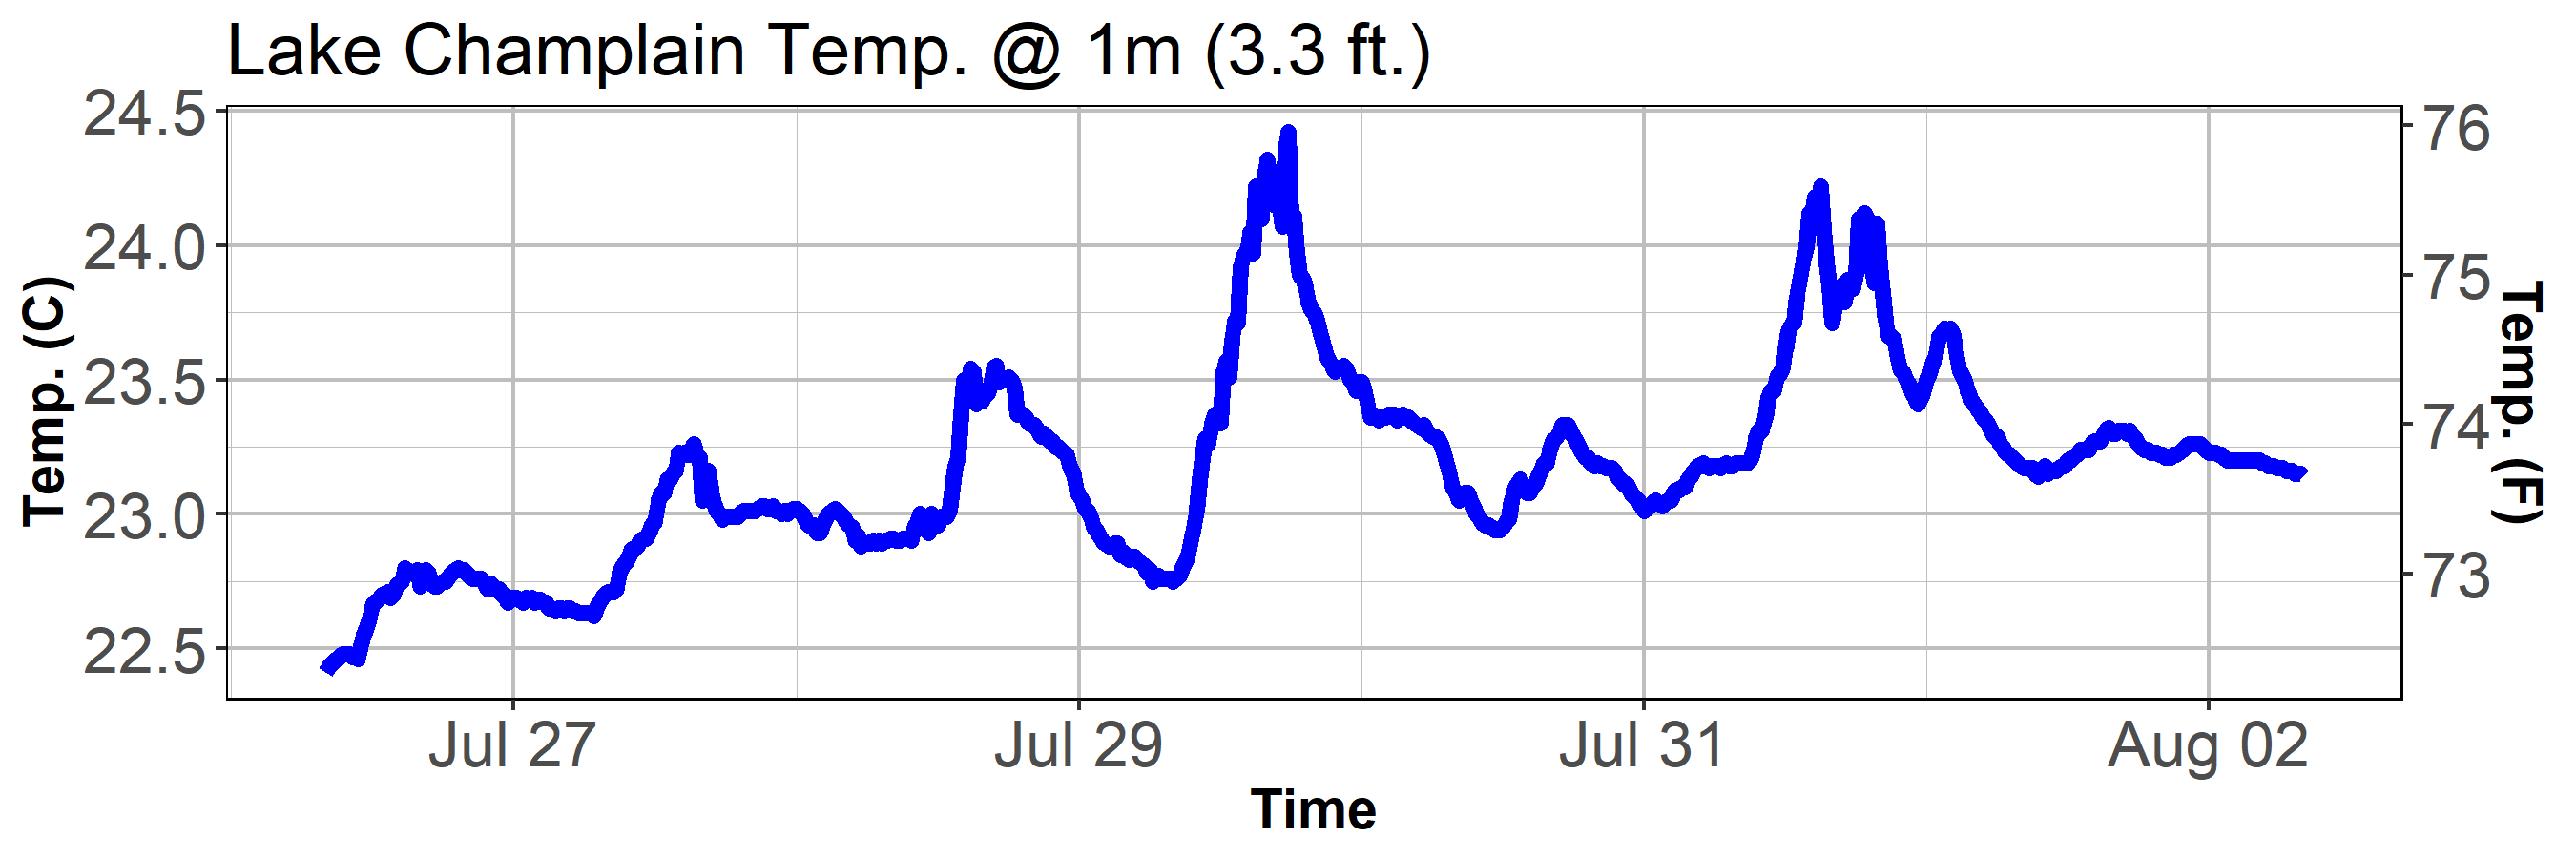 Lake Champlain Temp. @ 1m (3.3 ft.)
24.5
24.0
23.5
23.0
22.5
Temp. (C)
76
75
74
73
Temp. (F)
Jul 27
Jul 29
Jul 31
Aug 02
Time